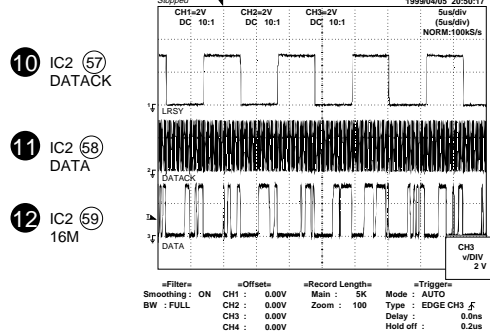 Stopped 1999/04/05 20:50:17
CH1=2V CH2=2V CH3=2V 5us/div
DC 10:1 DC 10:1 DC 10:1 (5us/div)
NORM:100kS/s
10 IC2 57
DATACK
LRSY
11 IC2 58
DATA
DATACK
12 IC2 59
16M
DATA
CH3
v/DIV
2 V
=Filter= =Offset= =Record Length= =Trigger=
Smoothing : ON CH1 : 0.00V Main : 5K Mode : AUTO
BW : FULL CH2 : 0.00V Zoom : 100 Type : EDGE CH3
CH3 : 0.00V Delay : 0.0ns
CH4 : 0.00V Hold off : 0.2us